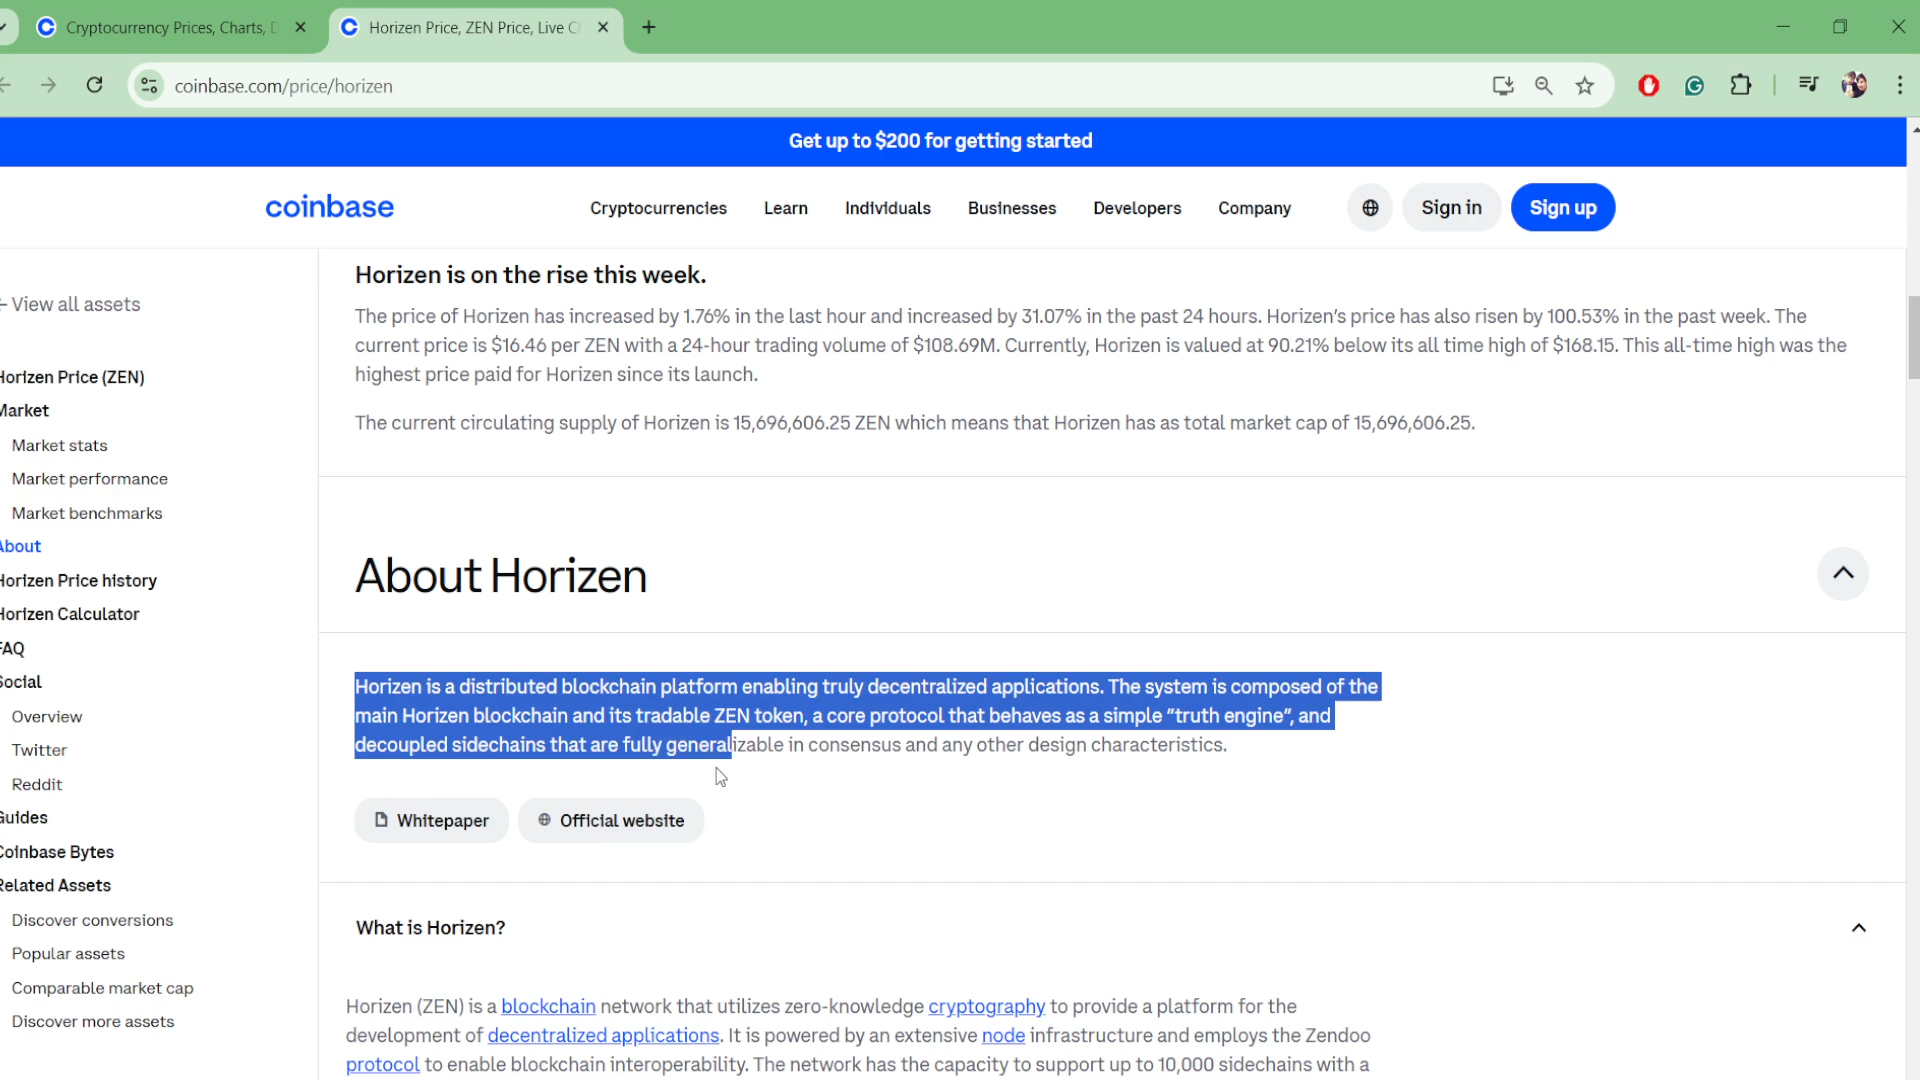 Cryptocurrency Prices, Charts, D
Horizen Price, ZEN Price, Live C
coinbase.com/price/horizen
Get up to $200 for getting started
coinbase
Cryptocurrencies
Learn
Individuals
Businesses
Developers
Company
Sign in
Sign up
View all assets
Horizen Price (ZEN)
Market
Market stats
Market performance
Market benchmarks
About
Horizen Price history
Horizen Calculator
FAQ
Social
Overview
Twitter
Reddit
Guides
Coinbase Bytes
Related Assets
Discover conversions
Popular assets
Comparable market cap
Discover more assets
Horizen is on the rise this week.
The price of Horizen has increased by 1.76% in the last hour and increased by 31.07% in the past 24 hours. Horizen’s price has also risen by 100.53% in the past week. The
current price is $16.46 per ZEN with a 24-hour trading volume of $108.69M. Currently, Horizen is valued at 90.21% below its all time high of $168.15. This all-time high was the
highest price paid for Horizen since its launch.
The current circulating supply of Horizen is 15,696,606.25 ZEN which means that Horizen has as total market cap of 15,696,606.25.
About Horizen
Horizen is a distributed blockchain platform enabling truly decentralized applications. The system is composed of the
main Horizen blockchain and its tradable ZEN token, a core protocol that behaves as a simple "truth engine", and
decoupled sidechains that are fully generalizable in consensus and any other design characteristics.
Whitepaper
Official website
What is Horizen?
Horizen (ZEN) is a blockchain network that utilizes zero-knowledge cryptography to provide a platform for the
development of decentralized applications. It is powered by an extensive node infrastructure and employs the Zendoo
protocol to enable blockchain interoperability. The network has the capacity to support up to 10,000 sidechains with a